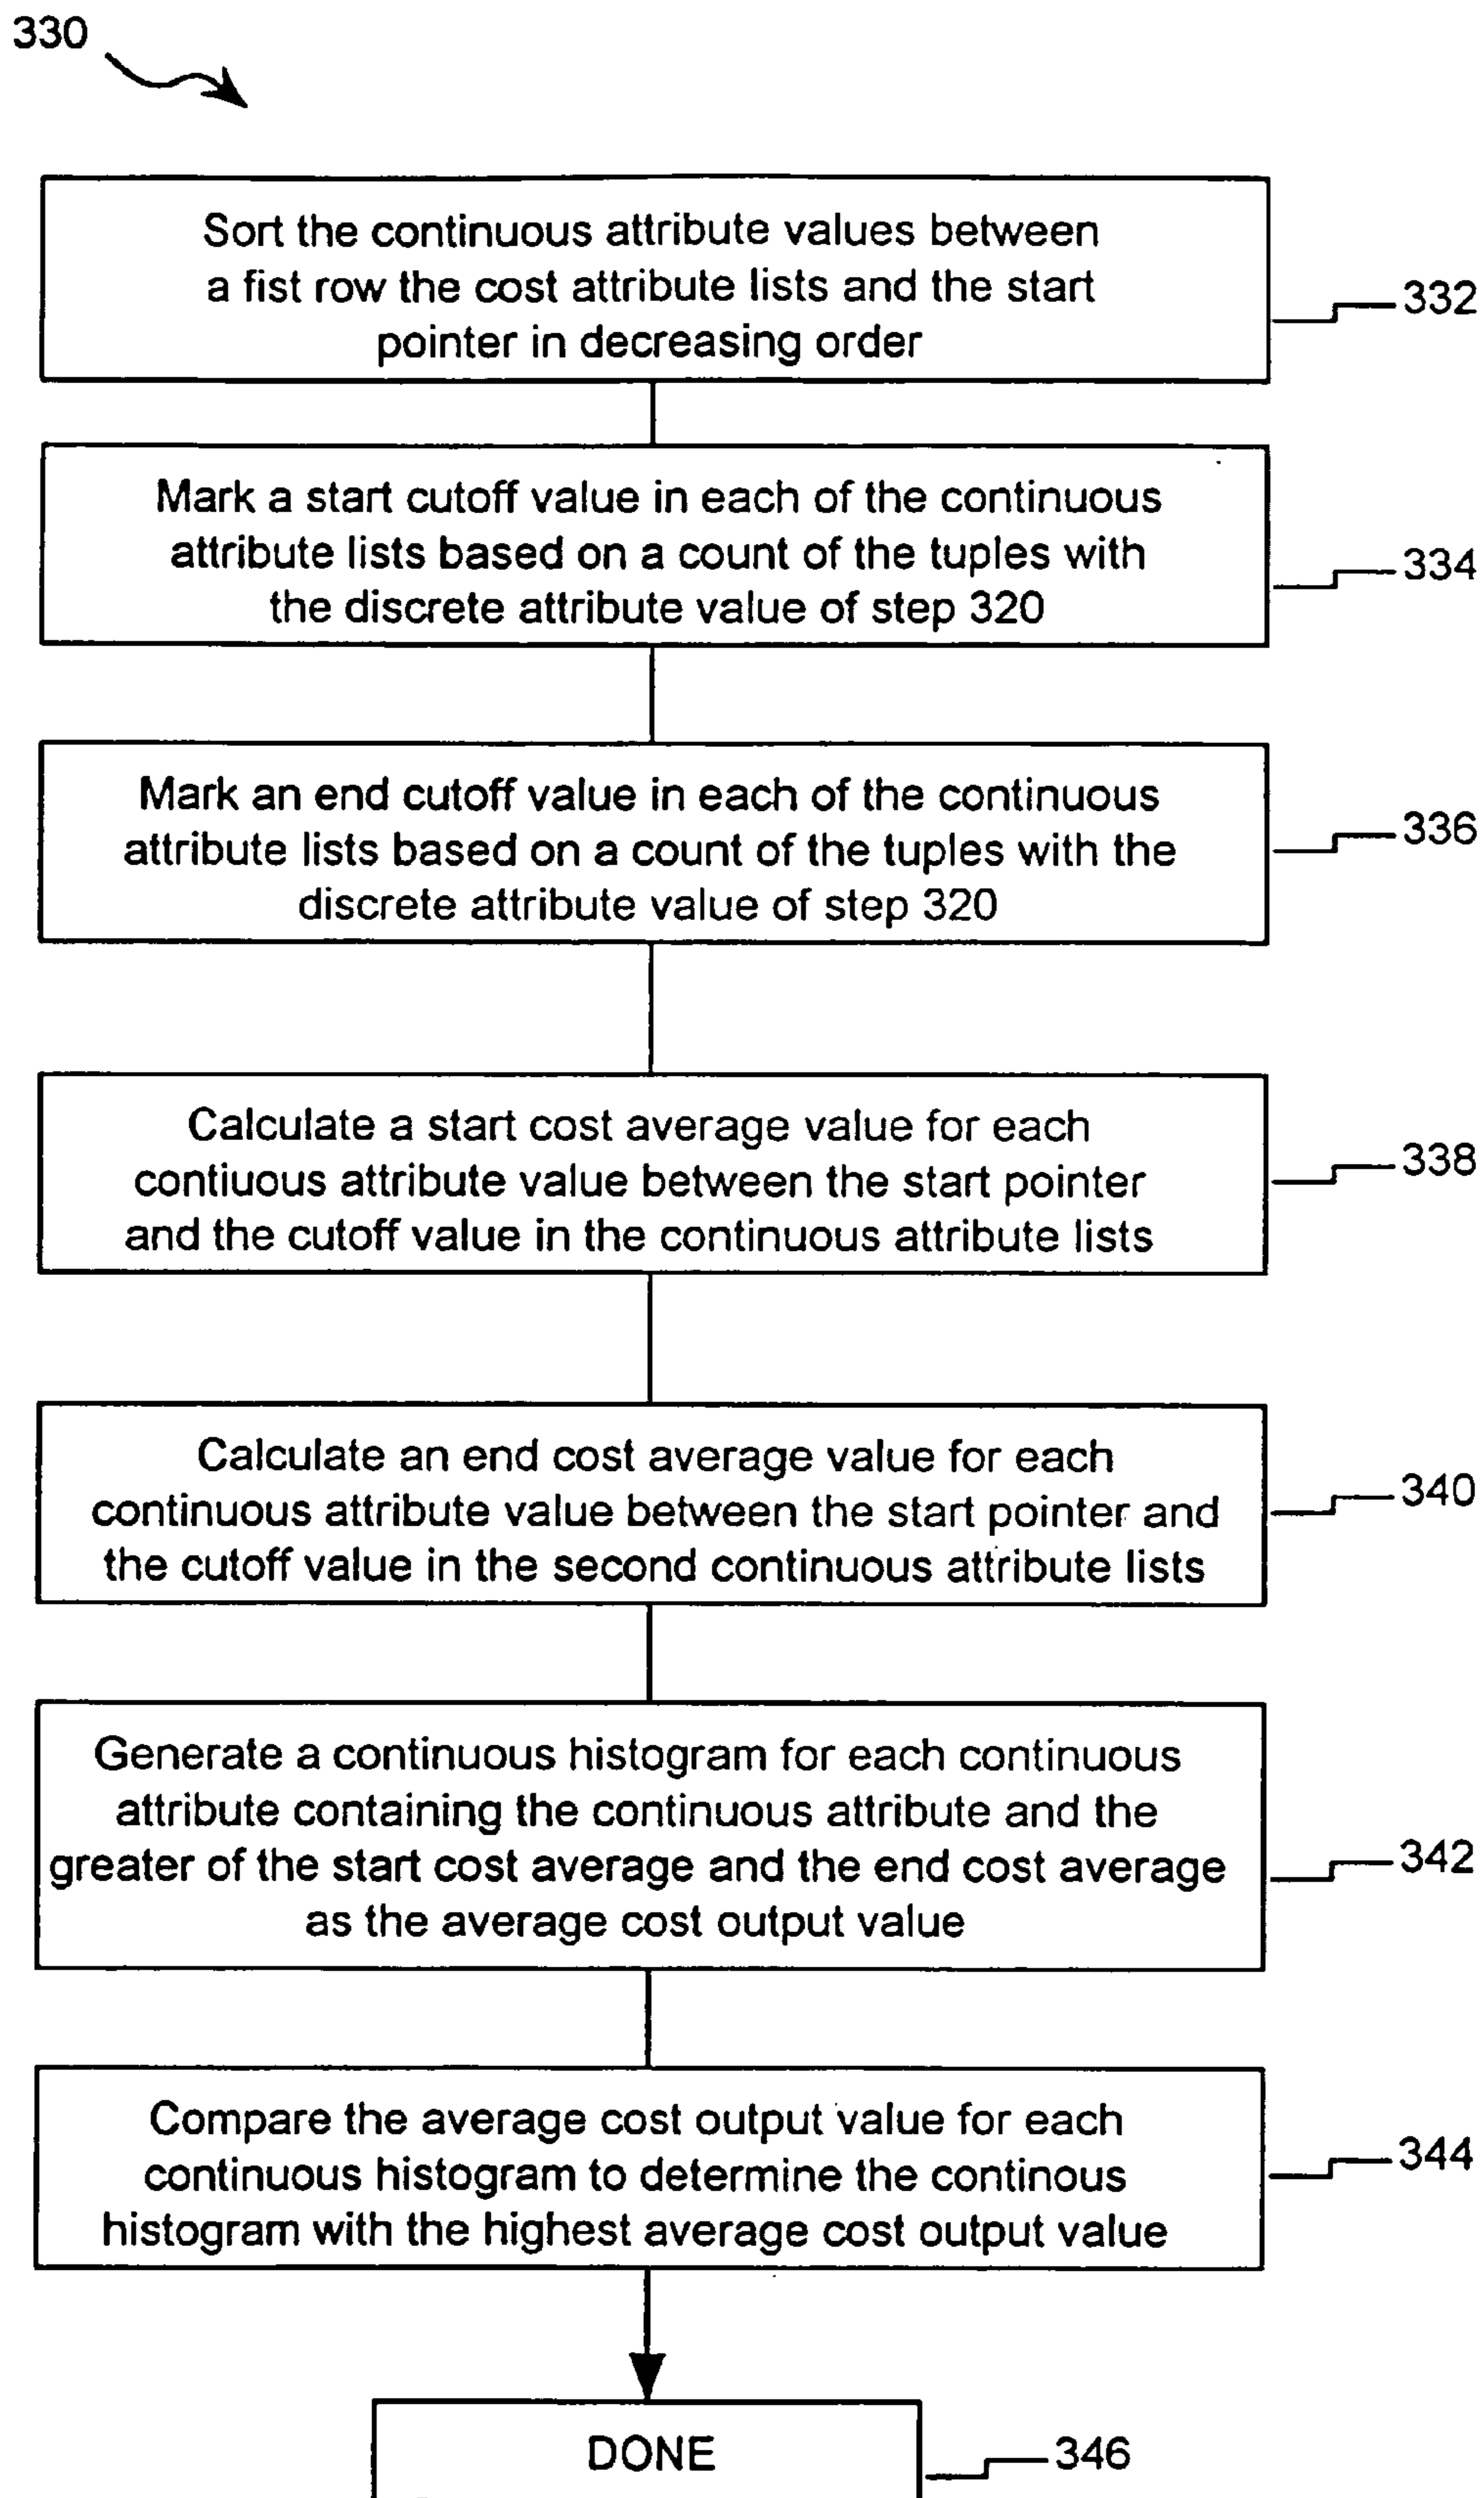 330
Sort the continuous attribute values between
a fist row the cost attribute lists and the start
pointer in decreasing order
332
Mark a start cutoff value in each of the continuous
attribute lists based on a count of the tuples with
the discrete attribute value of step 320
334
Mark an end cutoff value in each of the continuous
attribute lists based on a count of the tuples with the
discrete attribute value of step 320
336
Calculate a start cost average value for each
contiuous attribute value between the start pointer
and the cutoff value in the continuous attribute lists
338
Calculate an end cost average value for each
continuous attribute value between the start pointer and
the cutoff value in the second continuous attribute lists
340
Generate a continuous histogram for each continuous
attribute containing the continuous attribute and the
greater of the start cost average and the end cost average
as the average cost output value
342
Compare the average cost output value for each
continuous histogram to determine the continous
histogram with the highest average cost output value
344
DONE
346